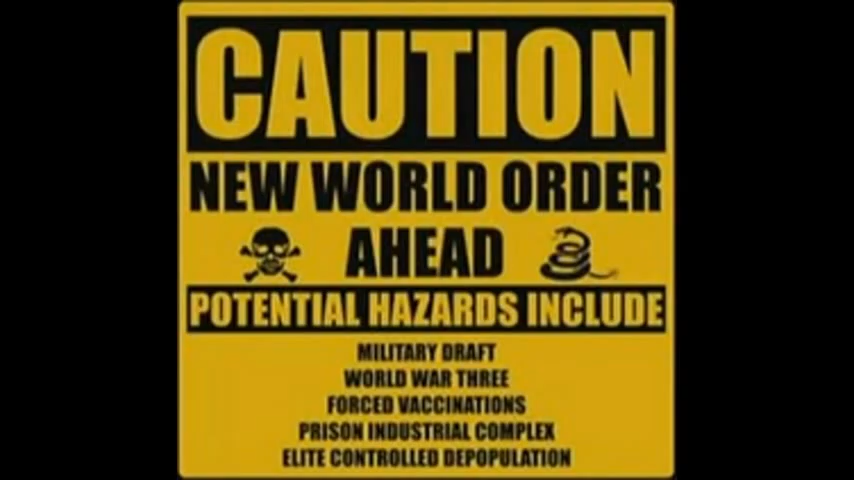 CAUTION
NEW WORLD ORDER
AHEAD
POTENTIAL HAZARDS INCLUDE
MILITARY DRAFT
WORLD WAR THREE
FORCED VACCINATIONS
PRISON INDUSTRIAL COMPLEX
ELITE CONTROLLED DEPOPULATION